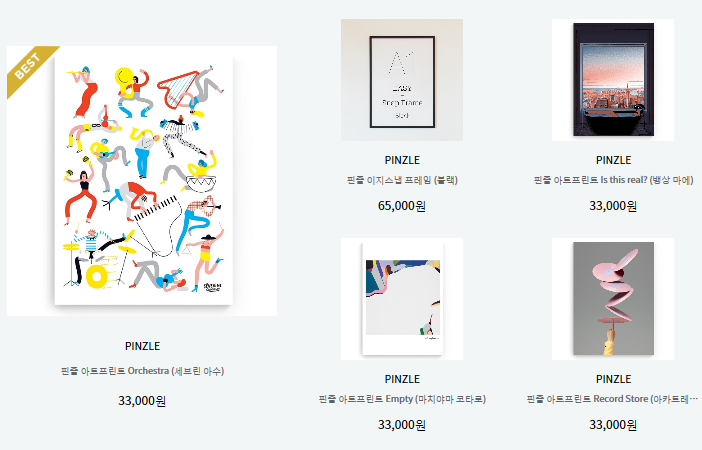 BEST
PINZLE
핀즐 아트프린트 Orchestra (세브린 아수)
33,000원
EASY
Snap Frame
Black
PINZLE
핀즐 이지스냅 프레임 (블랙)
65,000원
PINZLE
핀즐 아트프린트 Is this real? (뱅상 마에)
33,000원
PINZLE
핀즐 아트프린트 Empty (마치야마 코타로)
33,000원
PINZLE
핀즐 아트프린트 Record Store (아카트레…
33,000원